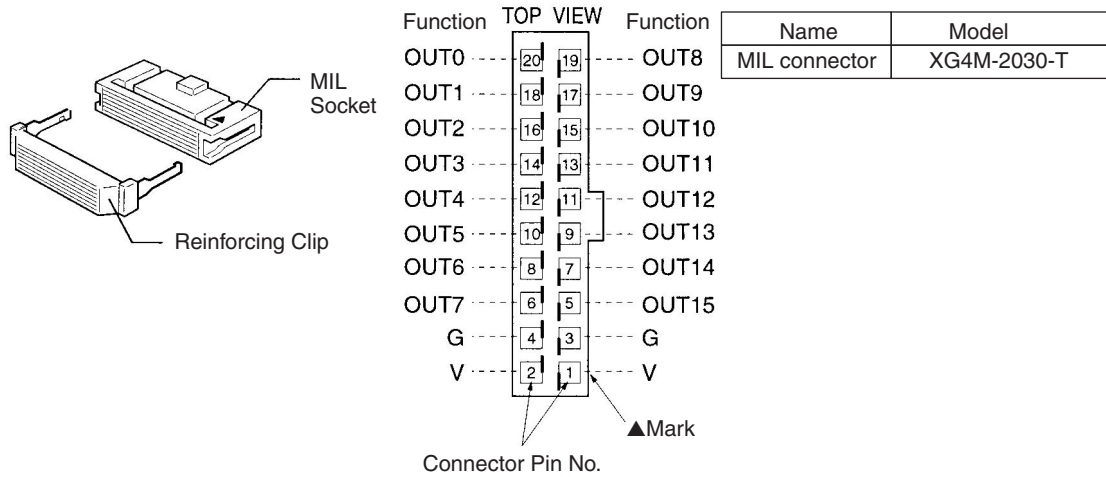 Function TOP VIEW Function
OUT0 20 19 OUT8
OUT1 18 17 OUT9
OUT2 16 15 OUT10
OUT3 14 13 OUT11
OUT4 12 11 OUT12
OUT5 10 9 OUT13
OUT6 8 7 OUT14
OUT7 6 5 OUT15
G 4 3 G
V 2 1 V
▲Mark
Connector Pin No.
MIL
Socket
Reinforcing Clip
Name Model
MIL connector XG4M-2030-T